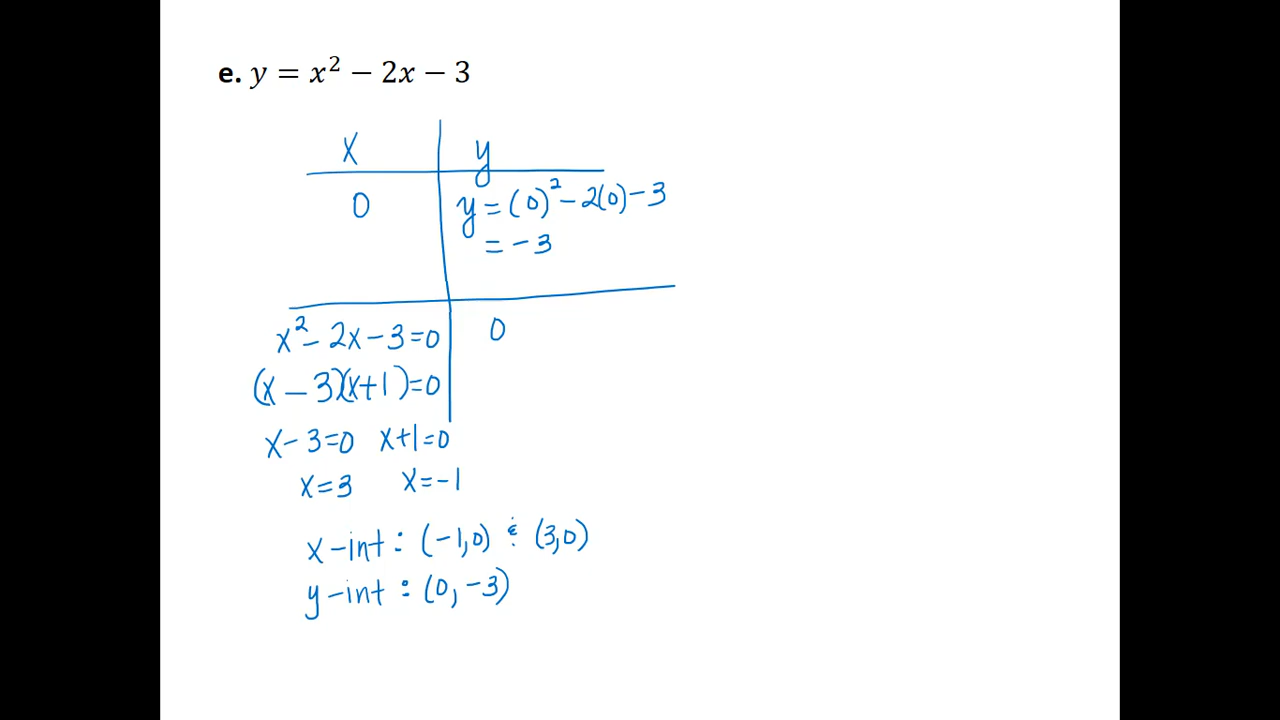 e. y = x² − 2x − 3
x y
0 y = (0)² − 2(0) − 3
= −3
x² − 2x − 3 = 0 0
(x − 3)(x + 1) = 0
x − 3 = 0 x + 1 = 0
x = 3 x = −1
x-int : (−1, 0) & (3, 0)
y-int : (0, −3)